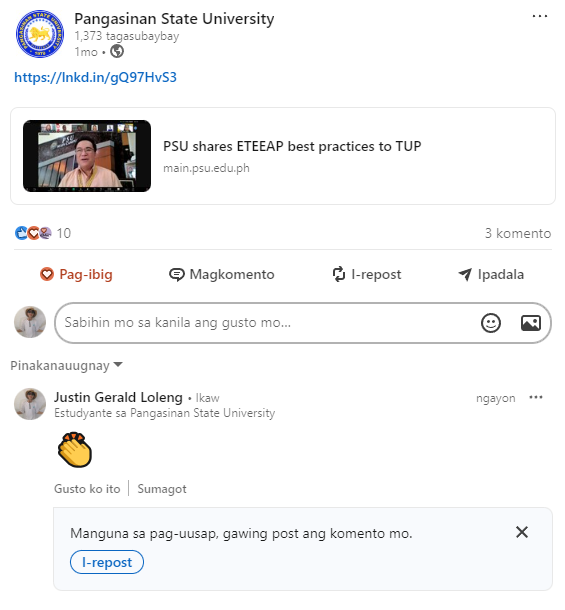 Pangasinan State University
1,373 tagasubaybay
1mo •
https://lnkd.in/gQ97HvS3
PSU shares ETEEAP best practices to TUP
main.psu.edu.ph
10
3 komento
Pag-ibig
Magkomento
I-repost
Ipadala
Sabihin mo sa kanila ang gusto mo...
Pinakanauugnay
Justin Gerald Loleng • Ikaw
ngayon
Estudyante sa Pangasinan State University
Gusto ko ito
Sumagot
Manguna sa pag-uusap, gawing post ang komento mo.
I-repost